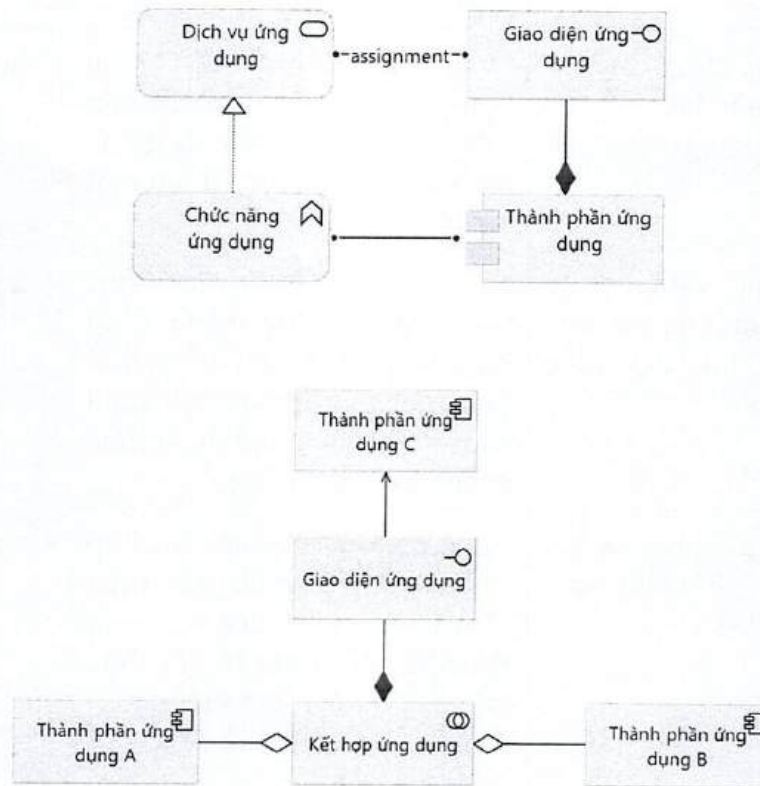 Dịch vụ ứng
dụng
assignment
Giao diện ứng
dụng
Chức năng
ứng dụng
Thành phần ứng
dụng
Thành phần ứng
dụng C
Giao diện ứng dụng
Thành phần ứng
dụng A
Kết hợp ứng dụng
Thành phần ứng
dụng B